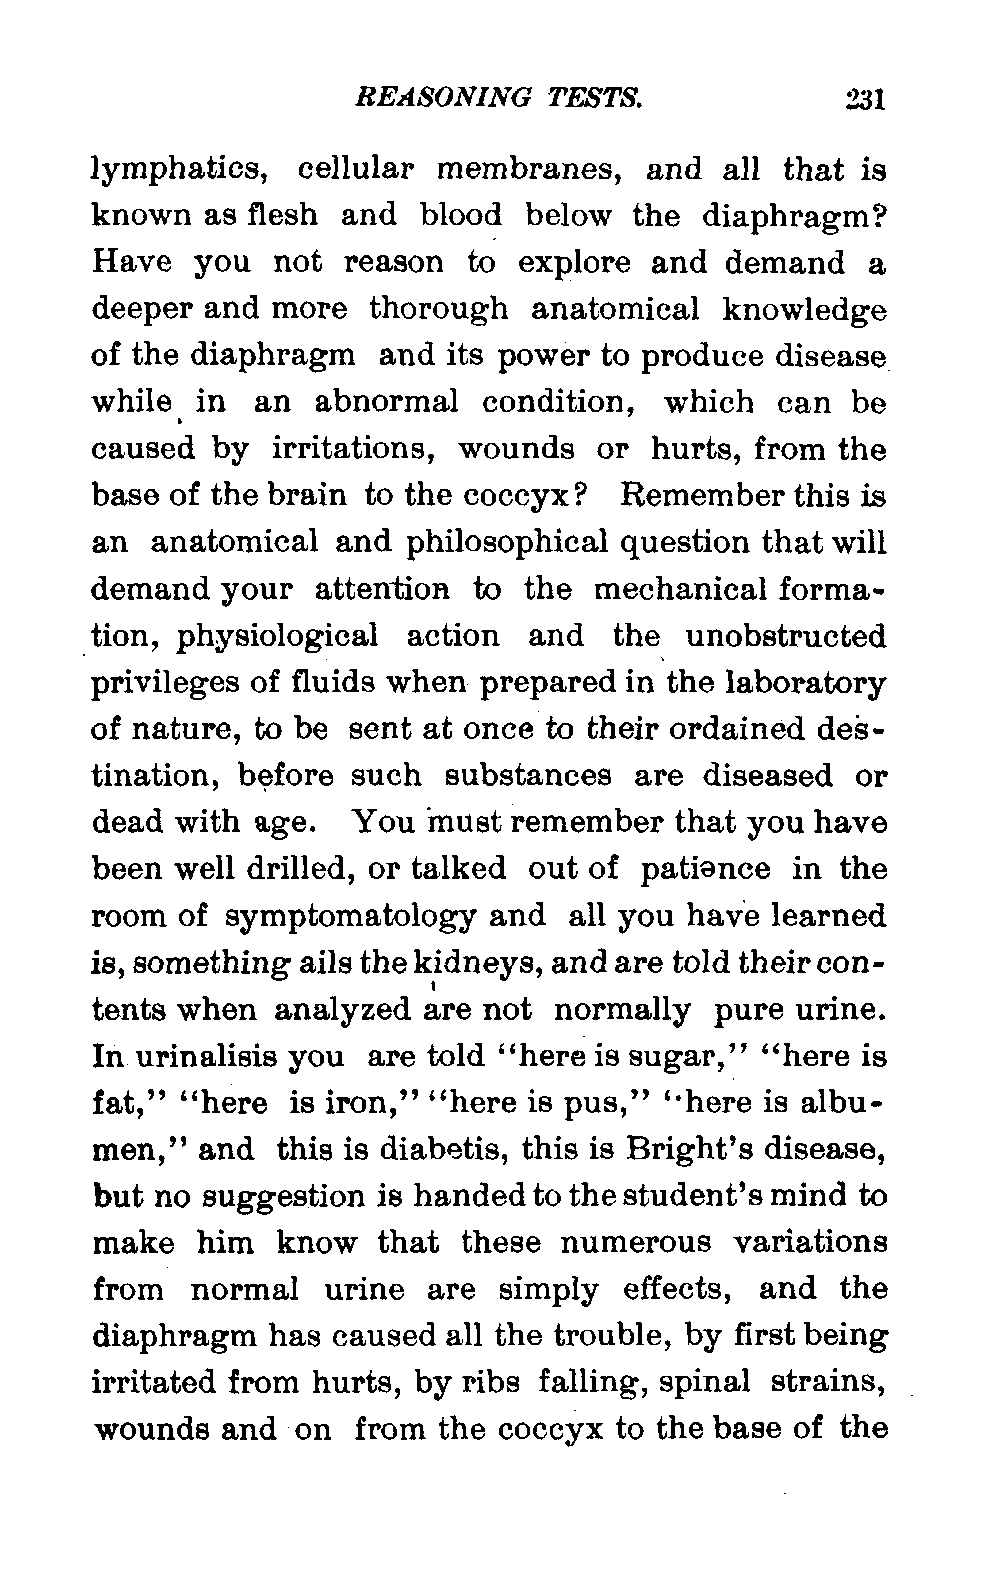 REASONING TESTS. 231
lymphatics, cellular membranes, and all that is
known as flesh and blood below the diaphragm?
Have you not reason to explore and demand a
deeper and more thorough anatomical knowledge
of the diaphragm and its power to produce disease
while in an abnormal condition, which can be
caused by irritations, wounds or hurts, from the
base of the brain to the coccyx? Remember this is
an anatomical and philosophical question that will
demand your attention to the mechanical forma-
tion, physiological action and the unobstructed
privileges of fluids when prepared in the laboratory
of nature, to be sent at once to their ordained des-
tination, before such substances are diseased or
dead with age. You must remember that you have
been well drilled, or talked out of patience in the
room of symptomatology and all you have learned
is, something ails the kidneys, and are told their con-
tents when analyzed are not normally pure urine.
In urinalisis you are told “here is sugar,” “here is
fat,” “here is iron,” “here is pus,” “here is albu-
men,” and this is diabetis, this is Bright’s disease,
but no suggestion is handed to the student’s mind to
make him know that these numerous variations
from normal urine are simply effects, and the
diaphragm has caused all the trouble, by first being
irritated from hurts, by ribs falling, spinal strains,
wounds and on from the coccyx to the base of the